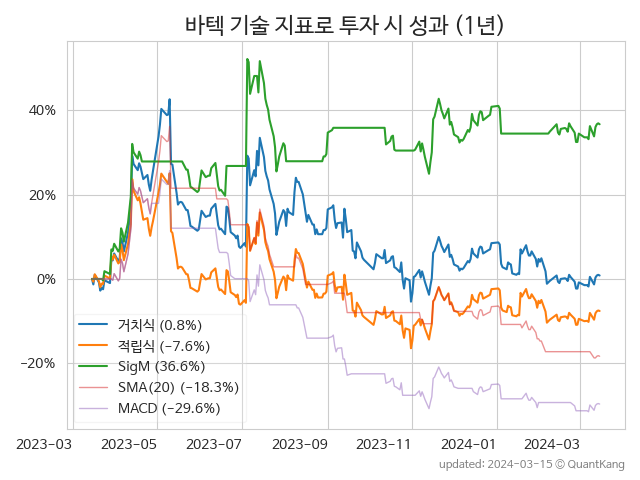 바텍 기술 지표로 투자 시 성과 (1년)
40%
20%
0%
−20%
거치식 (0.8%)
적립식 (−7.6%)
SigM (36.6%)
SMA(20) (−18.3%)
MACD (−29.6%)
2023−03 2023−05 2023−07 2023−09 2023−11 2024−01 2024−03
updated: 2024−03−15 ⓒ QuantKang